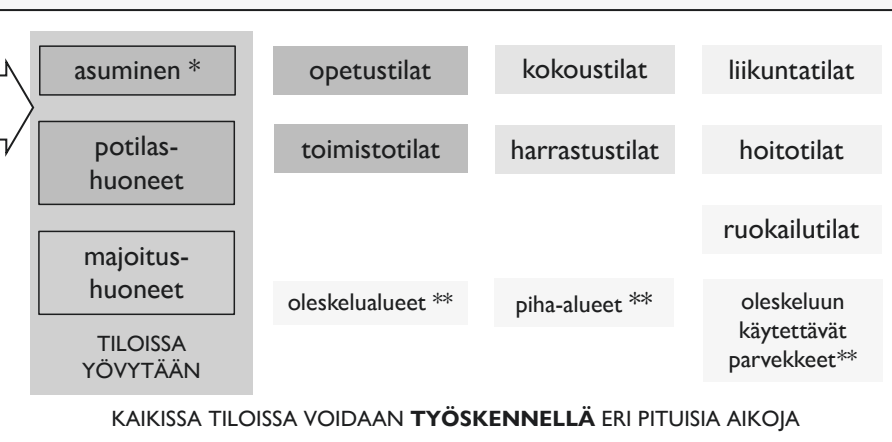 asuminen *
potilas-
huoneet
majoitus-
huoneet
TILOISSA
YÖVYTÄÄN
opetustilat
toimistotilat
oleskelualueet **
kokoustilat
harrastustilat
piha-alueet **
liikuntatilat
hoitotilat
ruokailutilat
oleskeluun
käytettävät
parvekkeet**
KAIKISSA TILOISSA VOIDAAN TYÖSKENNELLÄ ERI PITUISIA AIKOJA